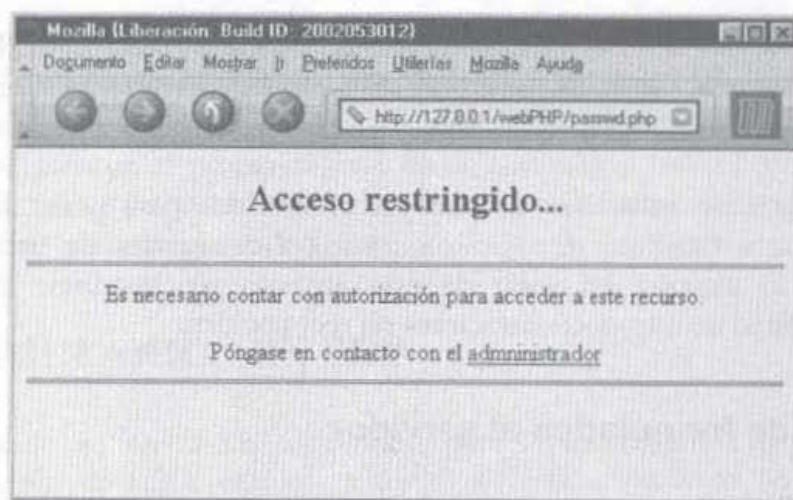 Mozilla {Liberación: Build ID: 2002053012}
Documento Editar Mostrar Ir Preferidos Utilerías Mozilla Ayuda
http://127.0.0.1/webPHP/passwd.php
Acceso restringido...
Es necesario contar con autorización para acceder a este recurso.
Póngase en contacto con el admninistrador